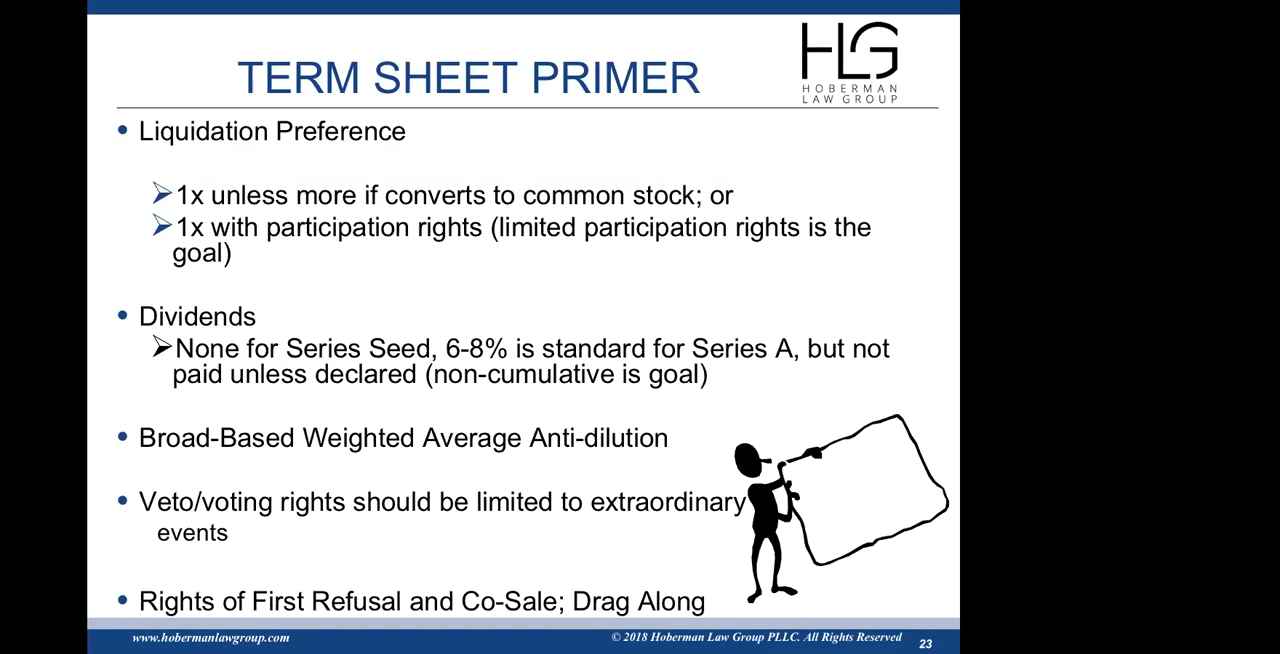 HLG
HOBERMAN
LAW GROUP
TERM SHEET PRIMER
• Liquidation Preference
➢1x unless more if converts to common stock; or
➢1x with participation rights (limited participation rights is the
goal)
• Dividends
➢None for Series Seed, 6-8% is standard for Series A, but not
paid unless declared (non-cumulative is goal)
• Broad-Based Weighted Average Anti-dilution
• Veto/voting rights should be limited to extraordinary
events
• Rights of First Refusal and Co-Sale; Drag Along
www.hobermanlawgroup.com
© 2018 Hoberman Law Group PLLC. All Rights Reserved
23